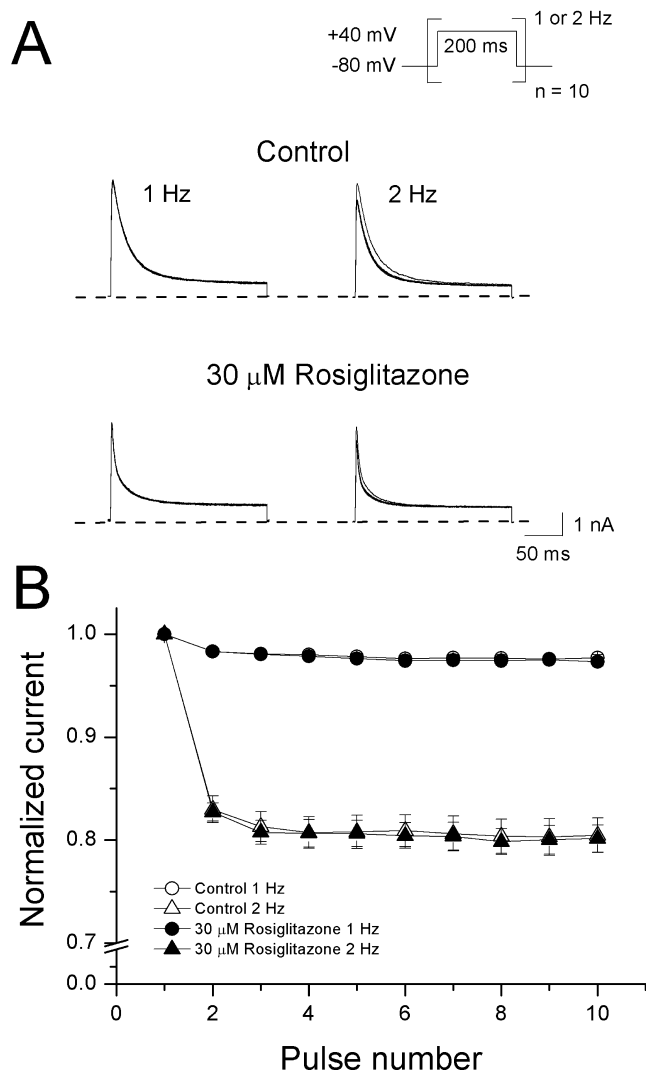 A
+40 mV
-80 mV
200 ms
1 or 2 Hz
n = 10
Control
1 Hz
2 Hz
30 μM Rosiglitazone
1 nA
50 ms
B
Normalized current
1.0
0.9
0.8
0.7
0.0
Control 1 Hz
Control 2 Hz
30 μM Rosiglitazone 1 Hz
30 μM Rosiglitazone 2 Hz
0 2 4 6 8 10
Pulse number